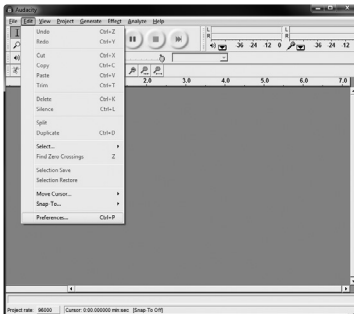 Audacity
File Edit View Project Generate Effect Analyze Help
Undo Ctrl+Z
Redo Ctrl+Y
Cut Ctrl+X
Copy Ctrl+C
Paste Ctrl+V
Trim Ctrl+T
Delete Ctrl+K
Silence Ctrl+L
Split
Duplicate Ctrl+D
Select...
Find Zero Crossings Z
Selection Save
Selection Restore
Move Cursor...
Snap-To...
Preferences... Ctrl+P
L
R
-36 -24 -12 0
L
R
-36 -24 -12
2.0 3.0 4.0 5.0 6.0 7.0
Project rate: 96000 Cursor: 0:00.000000 min:sec [Snap-To Off]